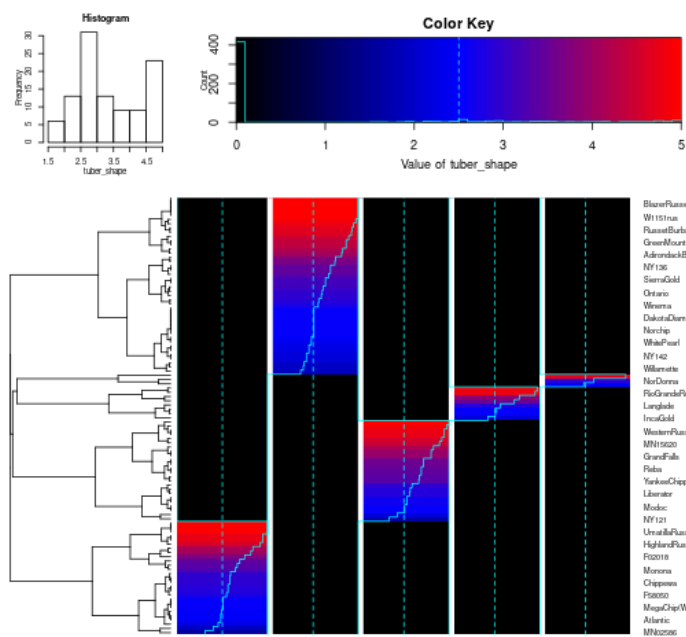 Histogram
Frequency
0 5 10 15 20 25 30
1.5 2.5 3.5 4.5
tuber_shape
Color Key
Count
0 200 400
0 1 2 3 4 5
Value of tuber_shape
BlazerRusse
W1151rus
RussetBurba
GreenMount
AdirondackB
NY136
SierraGold
Ontario
Winema
DakotaDiam
Norchip
WhitePearl
NY142
Willamette
NorDonna
RioGrandeRu
Langlade
IncaGold
WesternRuss
MN15620
GrandFalls
Reba
YankeeChipp
Liberator
Modoc
NY121
UmatillaRus
HighlandRus
F02018
Monona
Chippewa
F58050
MegaChip(W
Atlantic
MN02586